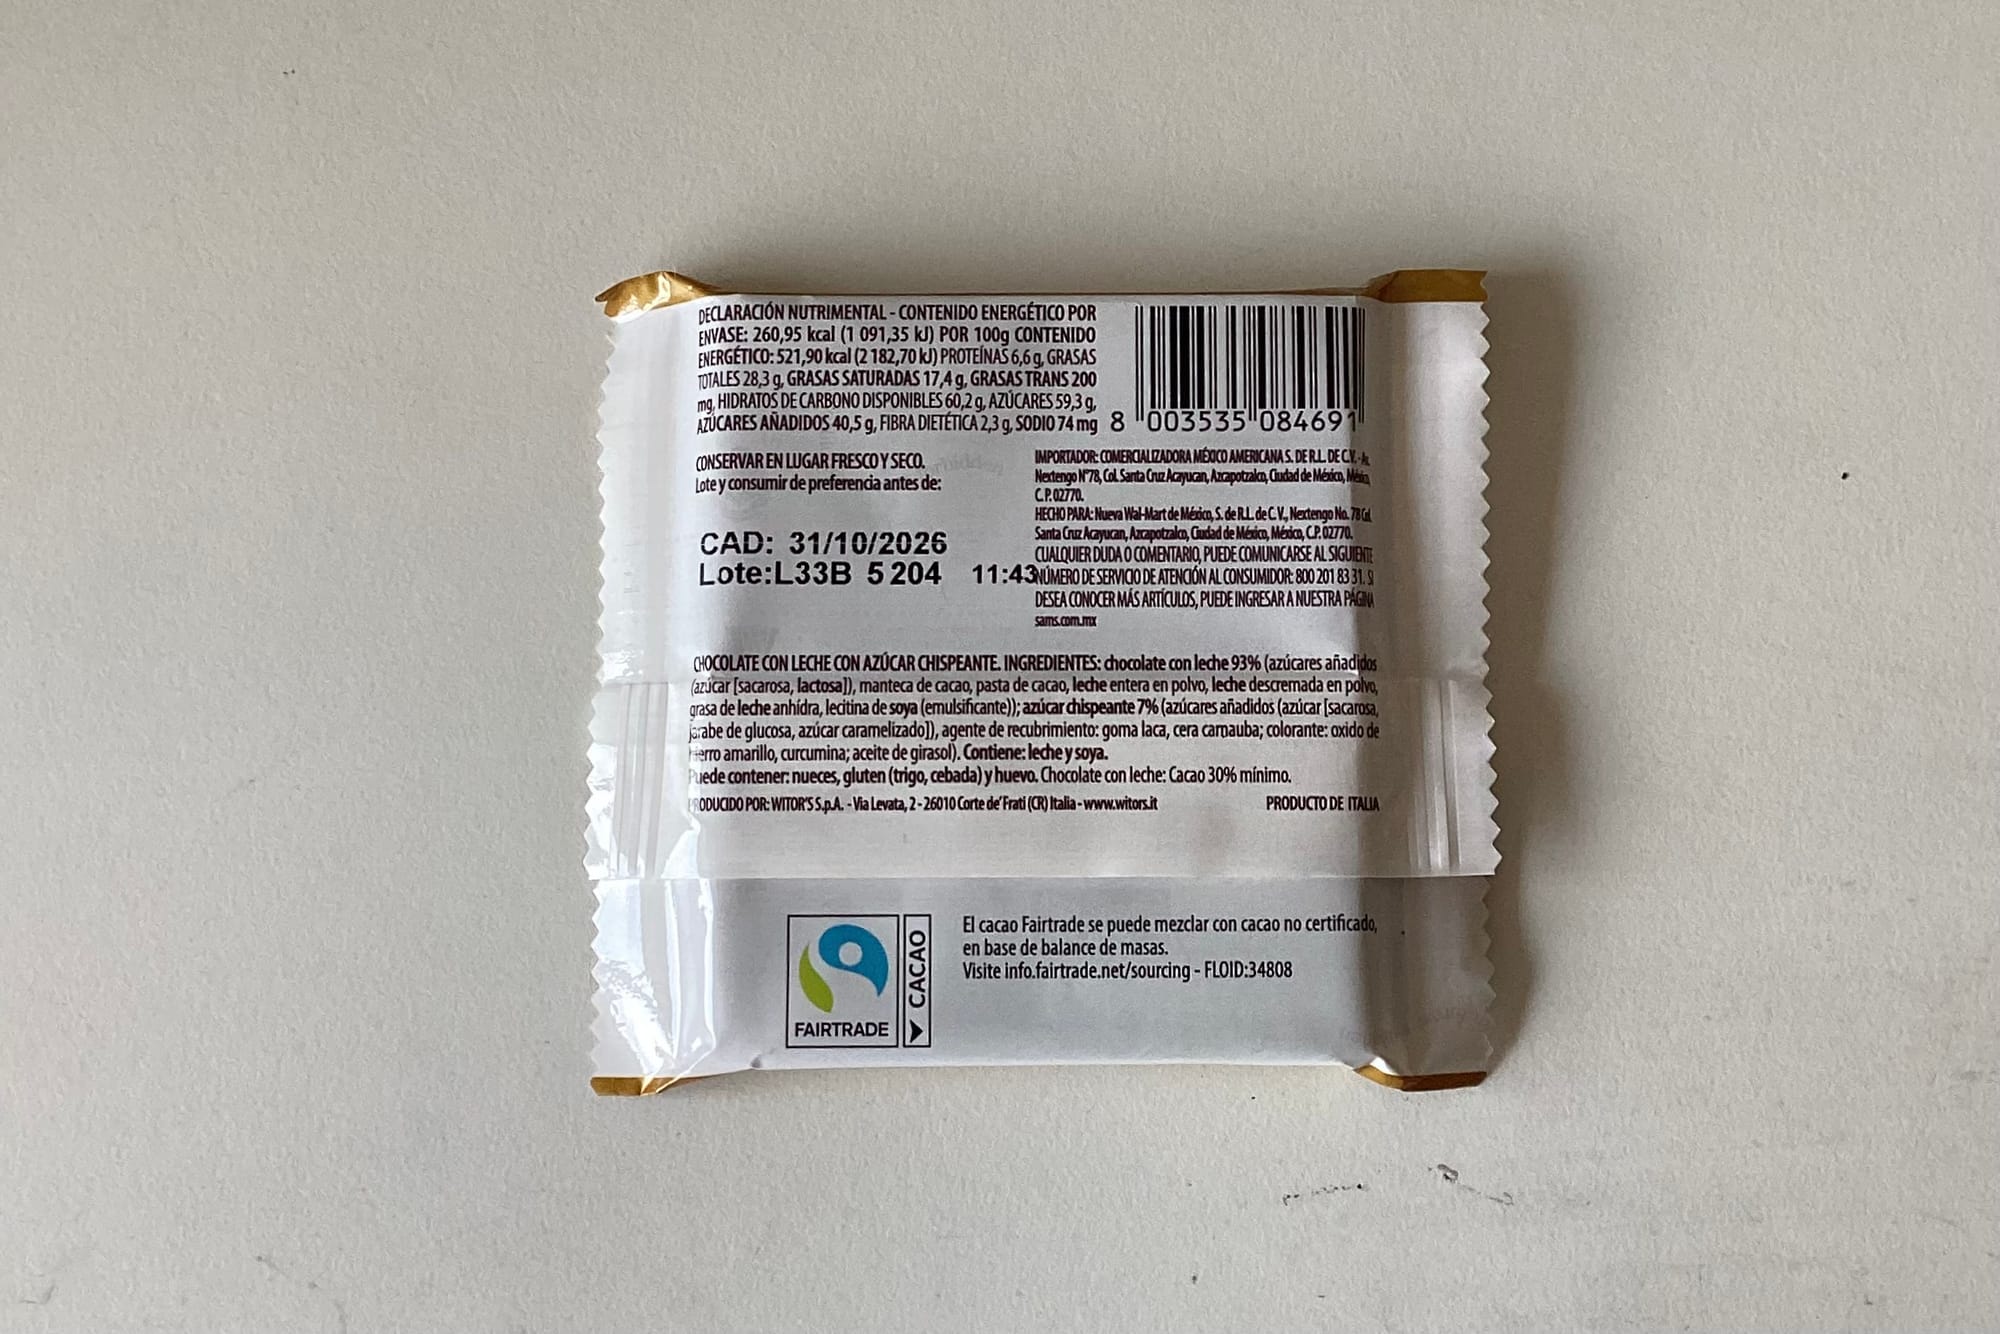 DECLARACIÓN NUTRIMENTAL - CONTENIDO ENERGÉTICO POR
ENVASE: 260,95 kcal (1 091,35 kJ) POR 100g CONTENIDO
ENERGÉTICO: 521,90 kcal (2 182,70 kJ) PROTEÍNAS 6,6 g, GRASAS
TOTALES 28,3 g, GRASAS SATURADAS 17,4 g, GRASAS TRANS 200
mg, HIDRATOS DE CARBONO DISPONIBLES 60,2 g, AZÚCARES 59,3 g,
AZÚCARES AÑADIDOS 40,5 g, FIBRA DIETÉTICA 2,3 g, SODIO 74 mg
8 003535 084691
CONSERVAR EN LUGAR FRESCO Y SECO.
Lote y consumir de preferencia antes de:
CAD: 31/10/2026
Lote:L33B 5 204 11:43
IMPORTADOR: COMERCIALIZADORA MÉXICO AMERICANA S. DE R.L. DE C.V. - Av.
Nextengo N°78, Col. Santa Cruz Acayucan, Azcapotzalco, Ciudad de México, México,
C.P. 02770.
HECHO PARA: Nueva Wal-Mart de México, S. de R.L. de C.V., Nextengo No. 78 Col.
Santa Cruz Acayucan, Azcapotzalco, Ciudad de México, México, C.P. 02770.
CUALQUIER DUDA O COMENTARIO, PUEDE COMUNICARSE AL SIGUIENTE
NÚMERO DE SERVICIO DE ATENCIÓN AL CONSUMIDOR: 800 201 83 31. SI
DESEA CONOCER MÁS ARTÍCULOS, PUEDE INGRESAR A NUESTRA PÁGINA
sams.com.mx
CHOCOLATE CON LECHE CON AZÚCAR CHISPEANTE. INGREDIENTES: chocolate con leche 93% (azúcares añadidos
(azúcar [sacarosa, lactosa]), manteca de cacao, pasta de cacao, leche entera en polvo, leche descremada en polvo,
grasa de leche anhídra, lecitina de soya (emulsificante)); azúcar chispeante 7% (azúcares añadidos (azúcar [sacarosa,
jarabe de glucosa, azúcar caramelizado]), agente de recubrimiento: goma laca, cera carnauba; colorante: oxido de
hierro amarillo, curcumina; aceite de girasol). Contiene: leche y soya.
Puede contener: nueces, gluten (trigo, cebada) y huevo. Chocolate con leche: Cacao 30% mínimo.
PRODUCIDO POR: WITOR'S S.p.A. - Via Levata, 2 - 26010 Corte de' Frati (CR) Italia - www.witors.it PRODUCTO DE ITALIA
FAIRTRADE
CACAO
El cacao Fairtrade se puede mezclar con cacao no certificado,
en base de balance de masas.
Visite info.fairtrade.net/sourcing - FLOID:34808